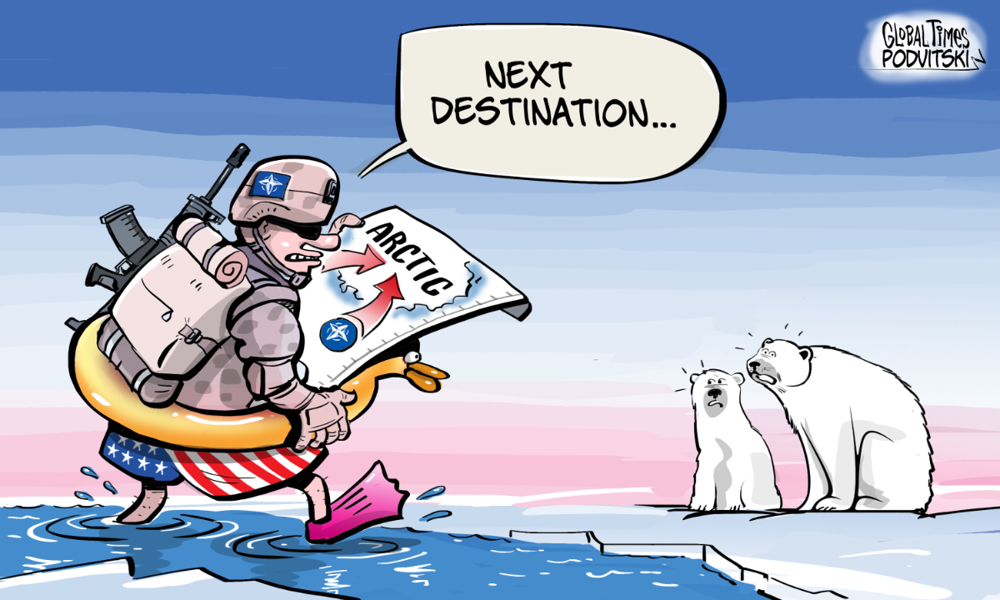 GLOBAL TIMES
PODVITSKI
NEXT
DESTINATION...
ARCTIC